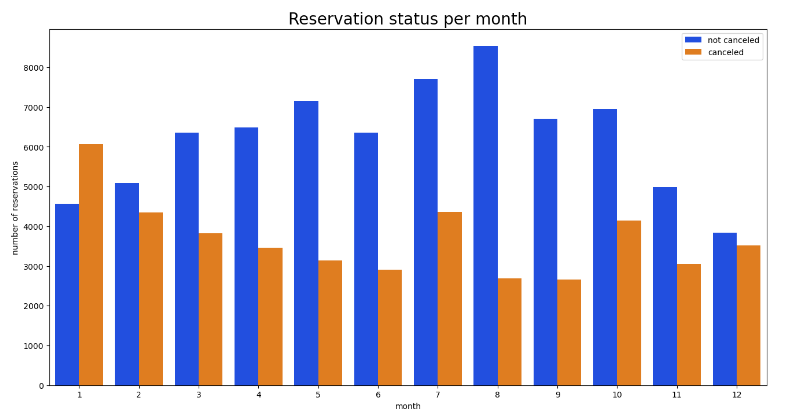 Reservation status per month
not canceled
canceled
8000
7000
6000
5000
4000
3000
2000
1000
0
number of reservations
1 2 3 4 5 6 7 8 9 10 11 12
month